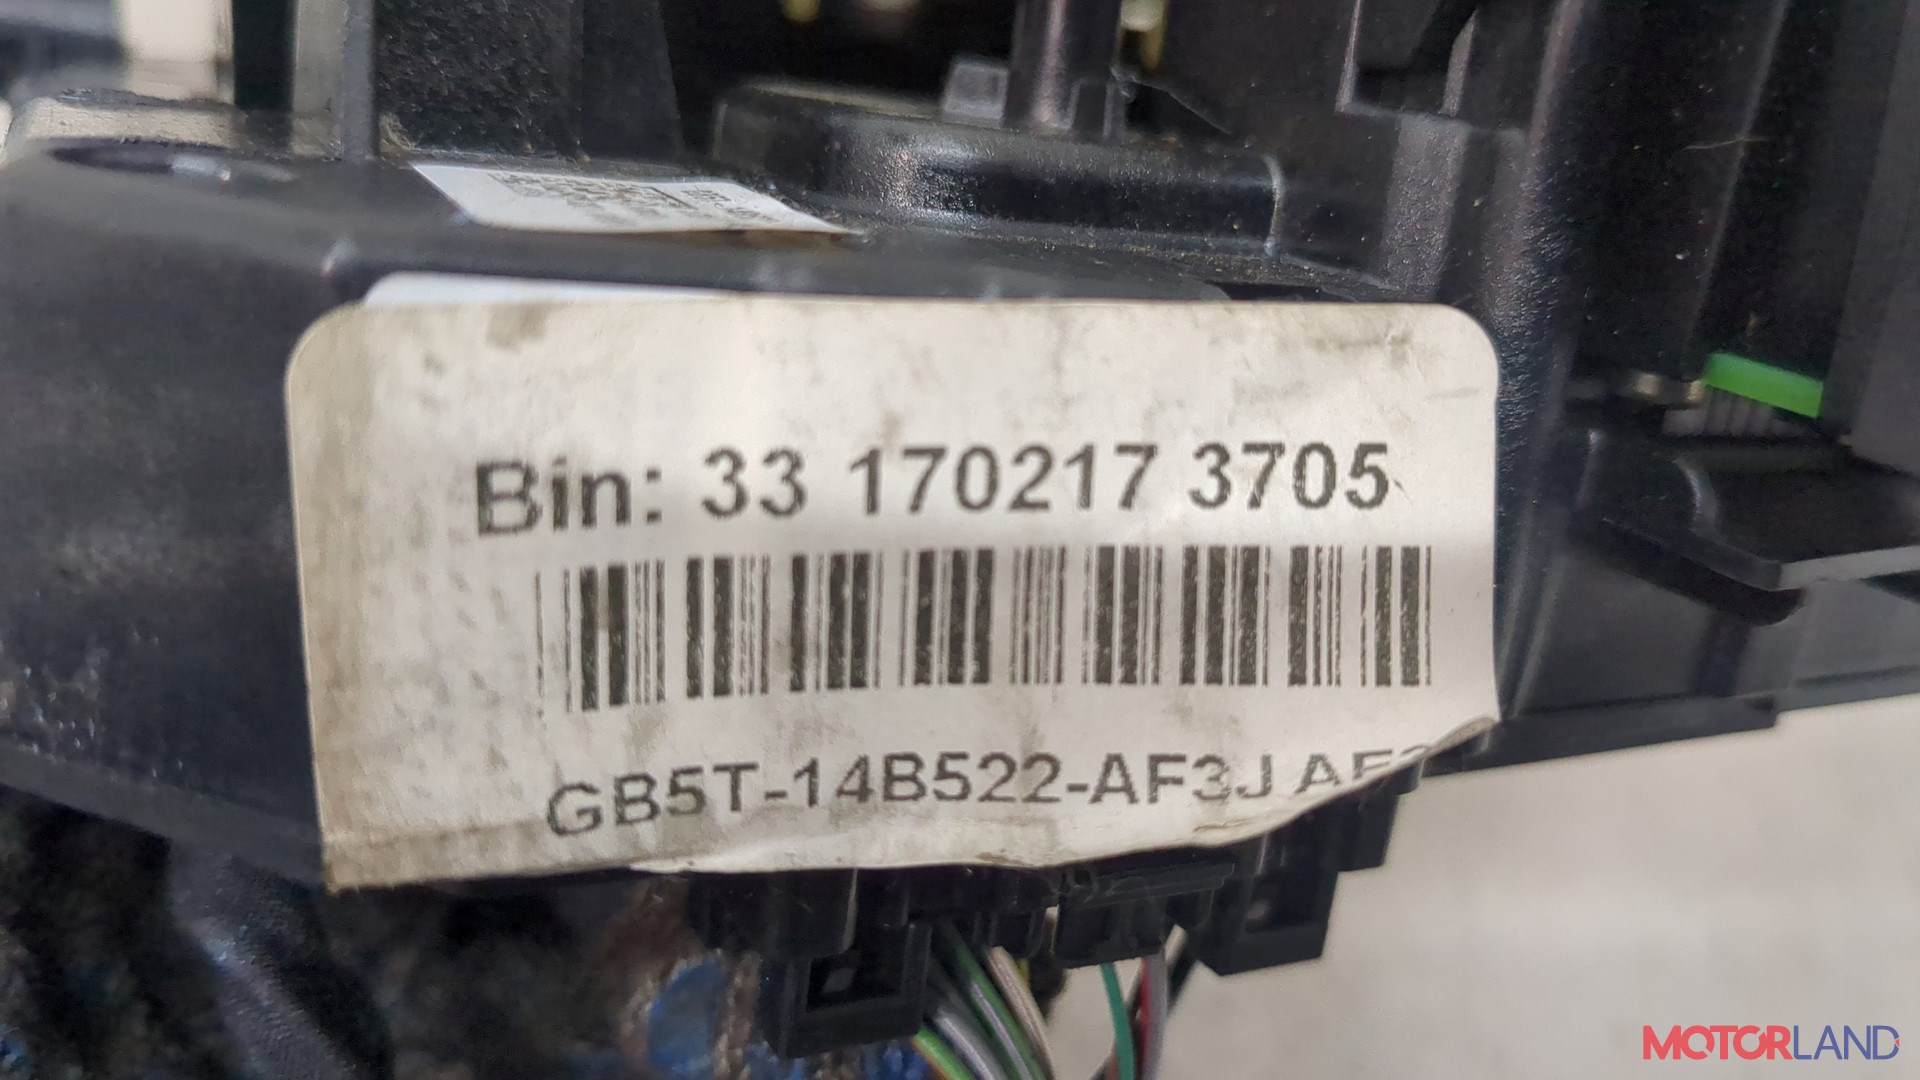 Bin: 33 170217 3705
GB5T-14B522-AF3J
MOTORLAND